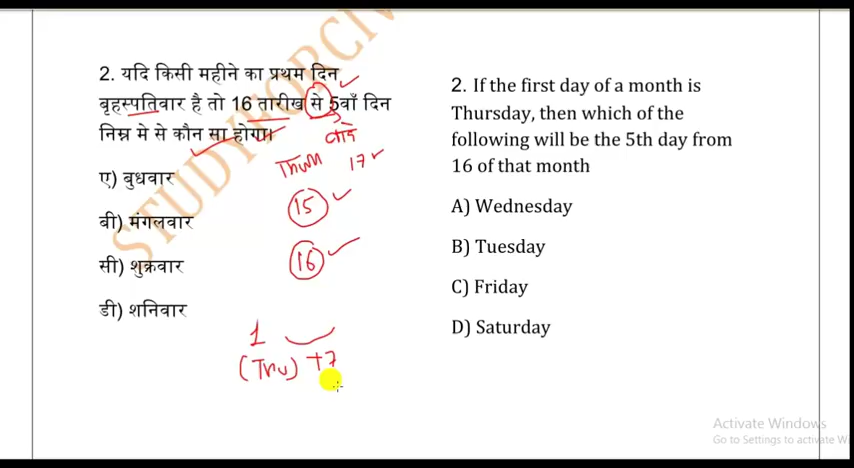 2. यदि किसी महीने का प्रथम दिन
बृहस्पतिवार है तो 16 तारीख से 5वाँ दिन
निम्न मे से कौन सा होगा।
बाद
Thur 17
ए) बुधवार
15
बी) मंगलवार
16
सी) शुक्रवार
डी) शनिवार
1
(Thu) +7
2. If the first day of a month is
Thursday, then which of the
following will be the 5th day from
16 of that month
A) Wednesday
B) Tuesday
C) Friday
D) Saturday
Activate Windows
Go to Settings to activate W